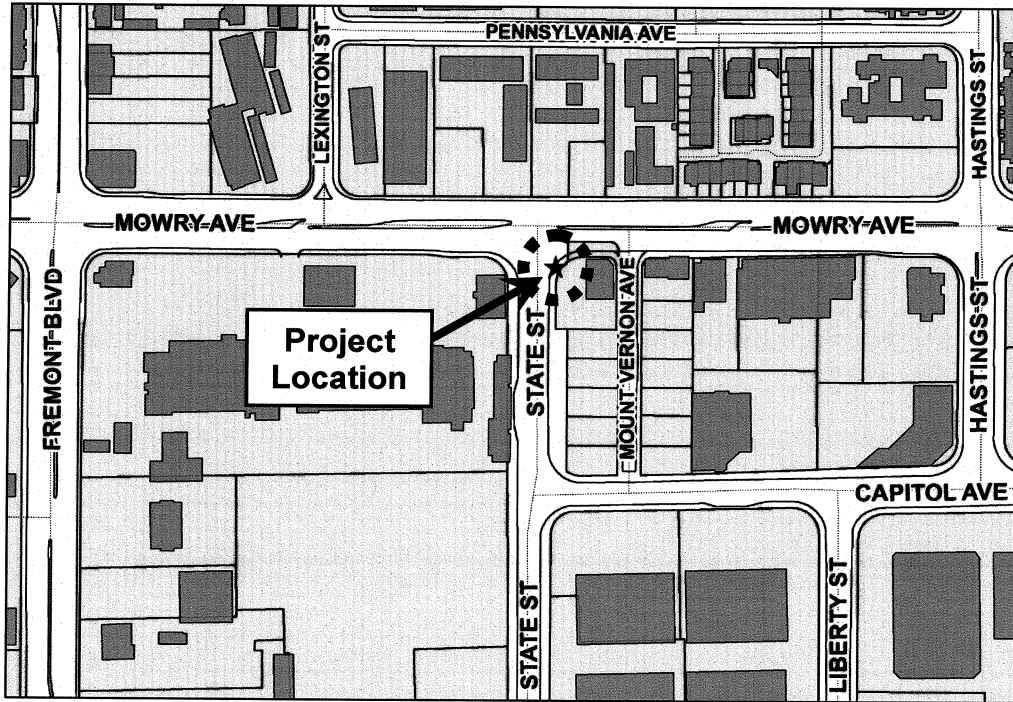 PENNSYLVANIA AVE
LEXINGTON ST
HASTINGS ST
MOWRY AVE
MOWRY AVE
FREMONT BLVD
Project
Location
STATE ST
MOUNT VERNON AVE
HASTINGS ST
CAPITOL AVE
STATE ST
LIBERTY ST